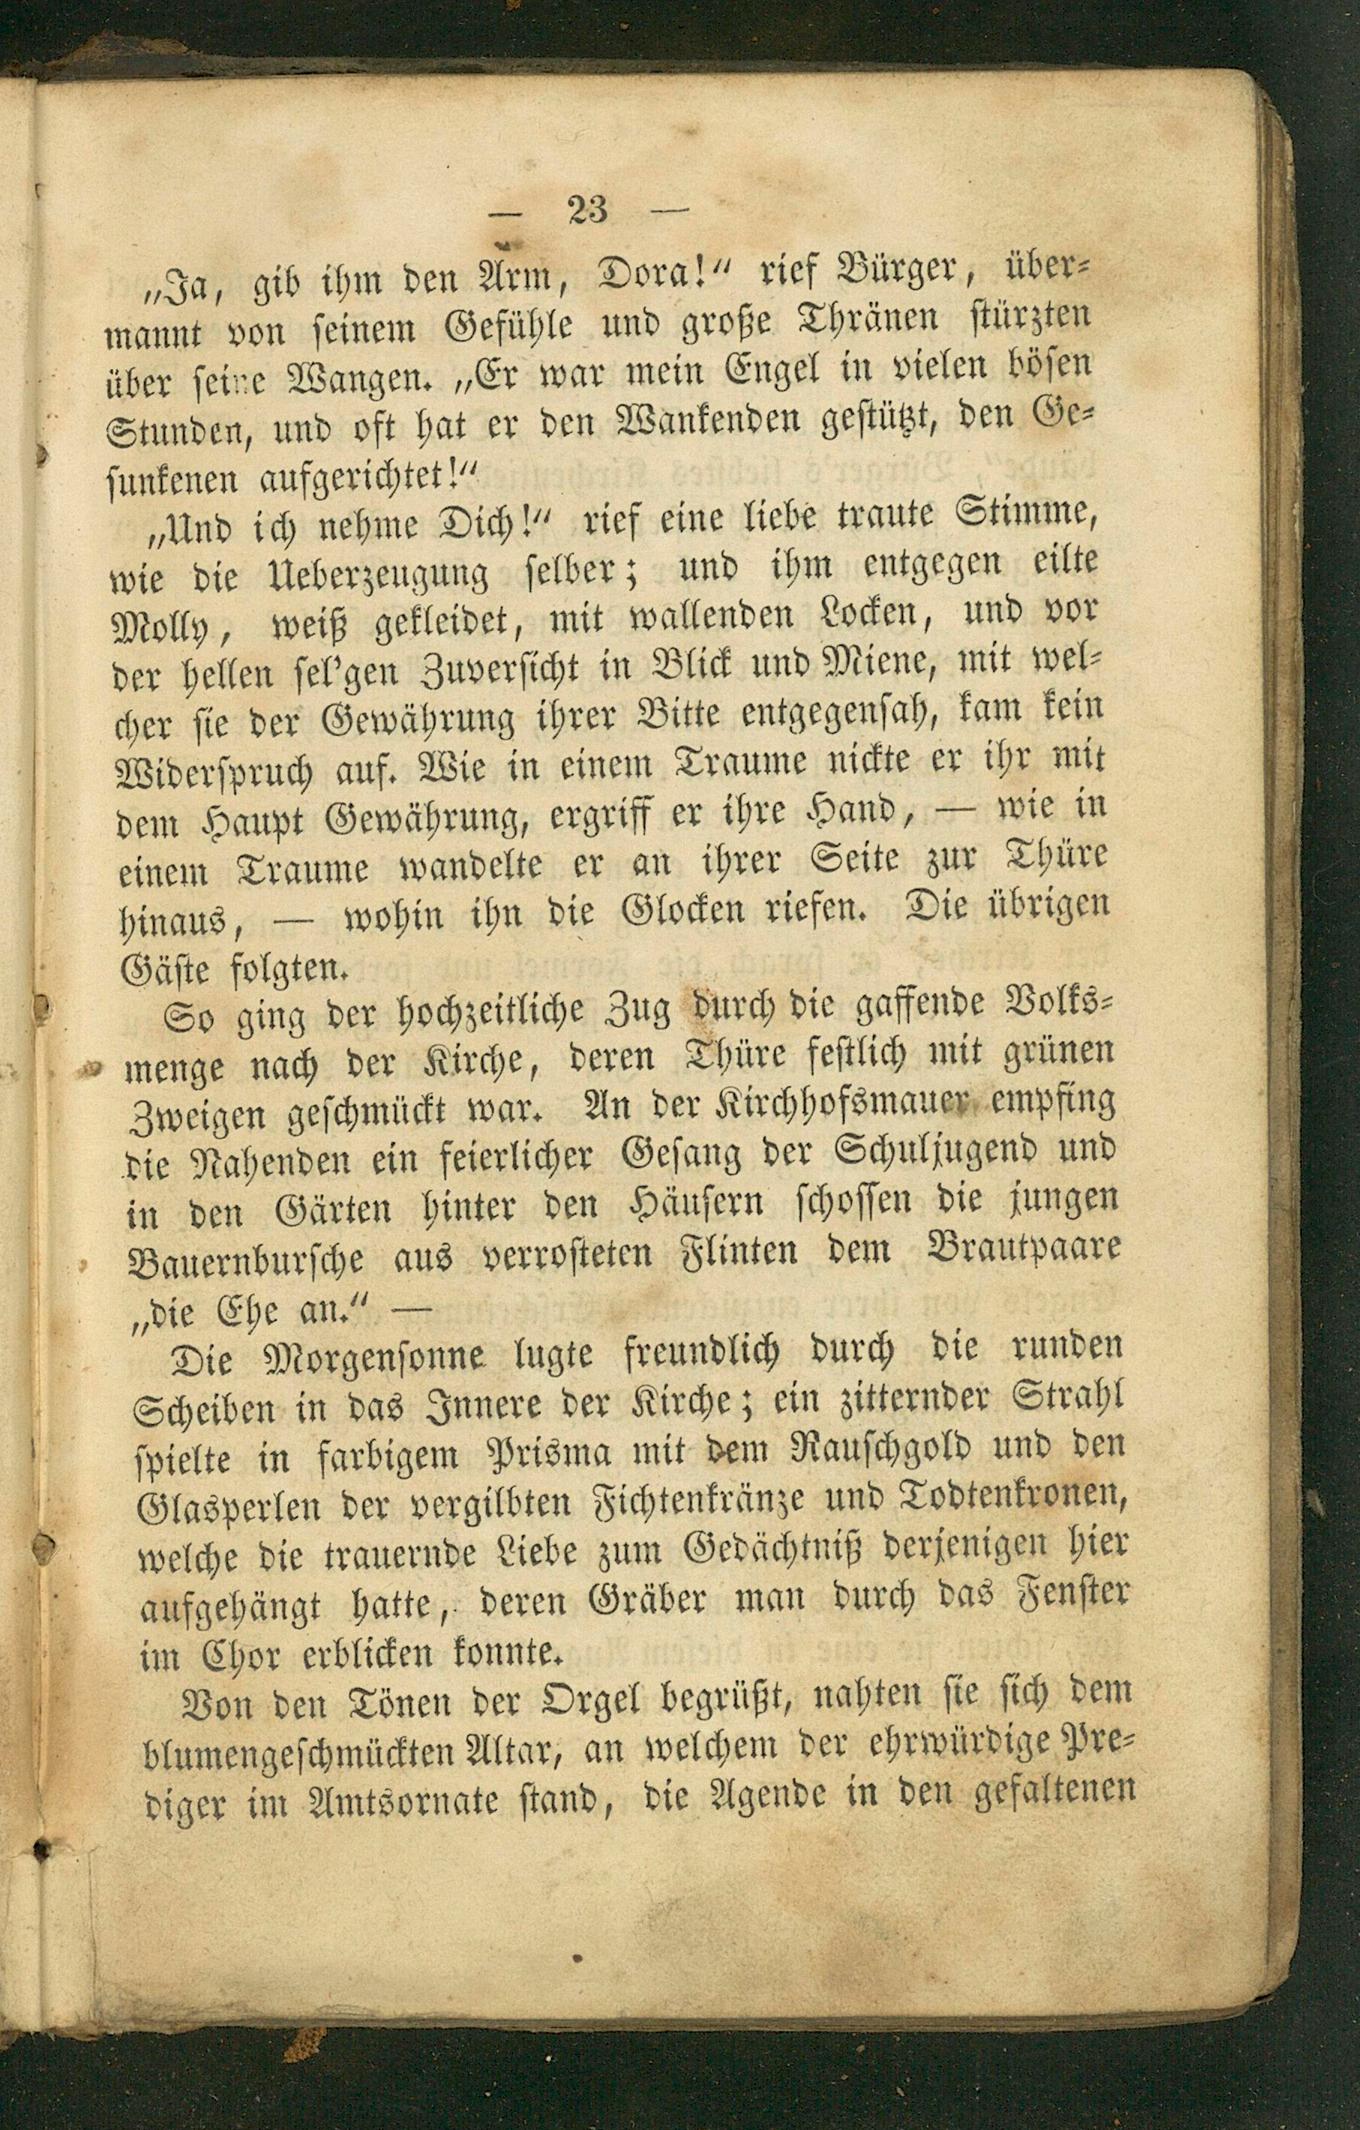 — 23 —
„Ja, gib ihm den Arm, Dora!“ rief Bürger, über-
mannt von seinem Gefühle und große Thränen stürzten
über seine Wangen. „Er war mein Engel in vielen bösen
Stunden, und oft hat er den Wankenden gestützt, den Ge-
sunkenen aufgerichtet!“
„Und ich nehme Dich!“ rief eine liebe traute Stimme,
wie die Ueberzeugung selber; und ihm entgegen eilte
Molly, weiß gekleidet, mit wallenden Locken, und vor
der hellen sel’gen Zuversicht in Blick und Miene, mit wel-
cher sie der Gewährung ihrer Bitte entgegensah, kam kein
Widerspruch auf. Wie in einem Traume nickte er ihr mit
dem Haupt Gewährung, ergriff er ihre Hand, — wie in
einem Traume wandelte er an ihrer Seite zur Thüre
hinaus, — wohin ihn die Glocken riefen. Die übrigen
Gäste folgten.
So ging der hochzeitliche Zug durch die gaffende Volks-
menge nach der Kirche, deren Thüre festlich mit grünen
Zweigen geschmückt war. An der Kirchhofsmauer empfing
die Nahenden ein feierlicher Gesang der Schuljugend und
in den Gärten hinter den Häusern schossen die jungen
Bauernbursche aus verrosteten Flinten dem Brautpaare
„die Ehe an.“ —
Die Morgensonne lugte freundlich durch die runden
Scheiben in das Innere der Kirche; ein zitternder Strahl
spielte in farbigem Prisma mit dem Rauschgold und den
Glasperlen der vergilbten Fichtenkränze und Todtenkronen,
welche die trauernde Liebe zum Gedächtniß derjenigen hier
aufgehängt hatte, deren Gräber man durch das Fenster
im Chor erblicken konnte.
Von den Tönen der Orgel begrüßt, nahten sie sich dem
blumengeschmückten Altar, an welchem der ehrwürdige Pre-
diger im Amtsornate stand, die Agende in den gefaltenen